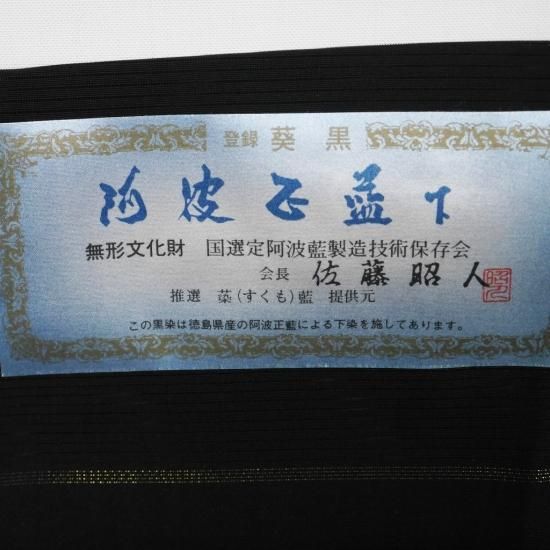 登録 葵 黒
阿波正藍下
無形文化財 国選定阿波藍製造技術保存会
会長 佐藤昭人
推選 蒅(すくも)藍 提供元
この黒染は徳島県産の阿波正藍による下染を施してあります。